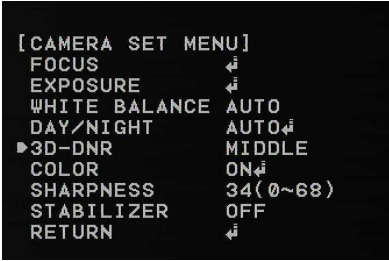 [CAMERA SET MENU]
FOCUS ↲
EXPOSURE ↲
WHITE BALANCE AUTO
DAY/NIGHT AUTO↲
▶3D-DNR MIDDLE
COLOR ON↲
SHARPNESS 34(0~68)
STABILIZER OFF
RETURN ↲